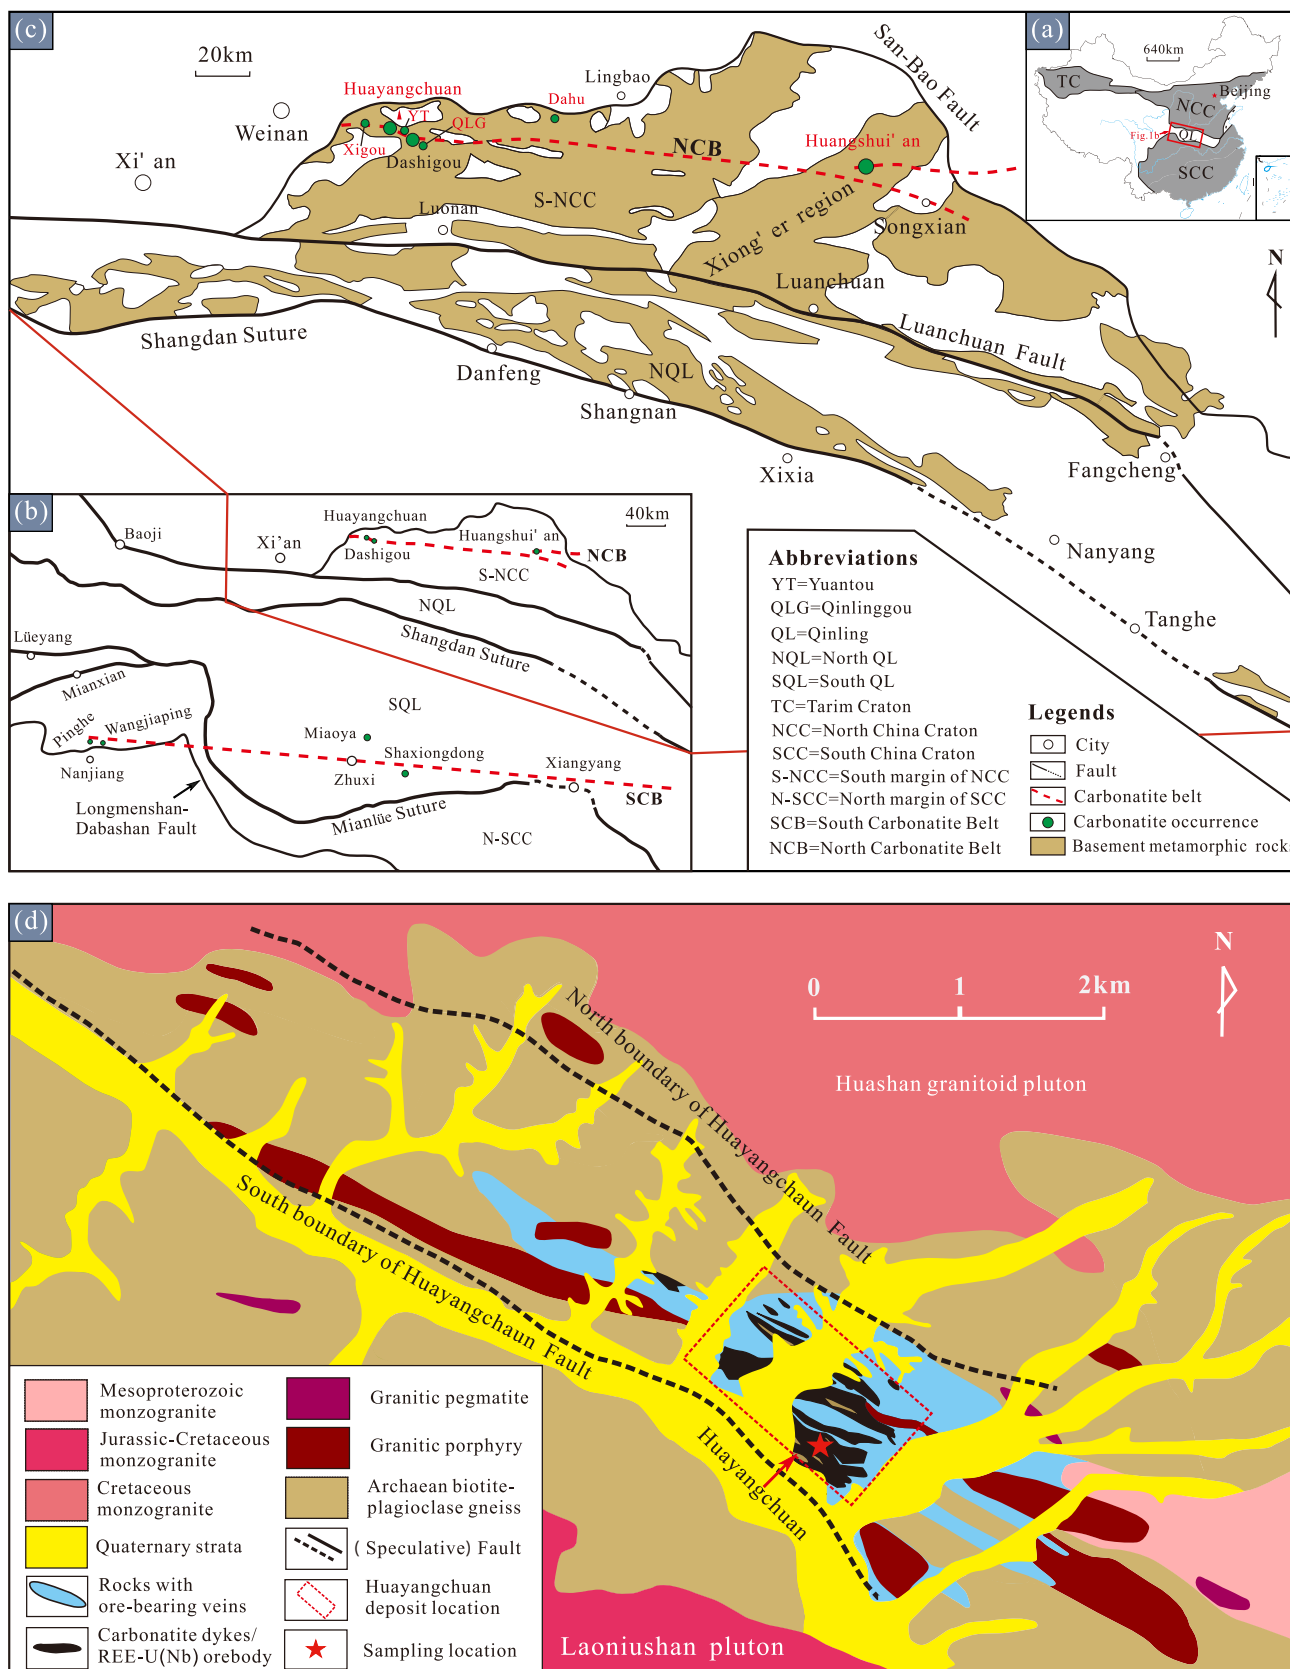 (c)
20km
Weinan
Xi' an
Huayangchuan
YT
QLG
Xigou
Dashigou
Dahu
Lingbao
San-Bao Fault
NCB
Huangshui' an
S-NCC
Luonan
Xiong' er region
Songxian
Luanchuan
Luanchuan Fault
Shangdan Suture
Danfeng
NQL
Shangnan
Xixia
Fangcheng
Nanyang
Tanghe
N
(a)
640km
TC
Beijing
NCC
Fig.1b
QL
SCC
(b)
40km
Baoji
Xi'an
Huayangchuan
Dashigou
Huangshui' an
NCB
S-NCC
NQL
Shangdan Suture
Lüeyang
Mianxian
SQL
Pinghe
Wangjiaping
Nanjiang
Miaoya
Shaxiongdong
Zhuxi
Xiangyang
SCB
Longmenshan-
Dabashan Fault
Mianlüe Suture
N-SCC
Abbreviations
YT=Yuantou
QLG=Qinlinggou
QL=Qinling
NQL=North QL
SQL=South QL
TC=Tarim Craton
NCC=North China Craton
SCC=South China Craton
S-NCC=South margin of NCC
N-SCC=North margin of SCC
SCB=South Carbonatite Belt
NCB=North Carbonatite Belt
Legends
City
Fault
Carbonatite belt
Carbonatite occurrence
Basement metamorphic rocks
(d)
0 1 2km
N
Huashan granitoid pluton
North boundary of Huayangchaun Fault
South boundary of Huayangchaun Fault
Huayangchuan
Laoniushan pluton
Mesoproterozoic
monzogranite
Jurassic-Cretaceous
monzogranite
Cretaceous
monzogranite
Quaternary strata
Rocks with
ore-bearing veins
Carbonatite dykes/
REE-U(Nb) orebody
Granitic pegmatite
Granitic porphyry
Archaean biotite-
plagioclase gneiss
(Speculative) Fault
Huayangchuan
deposit location
Sampling location